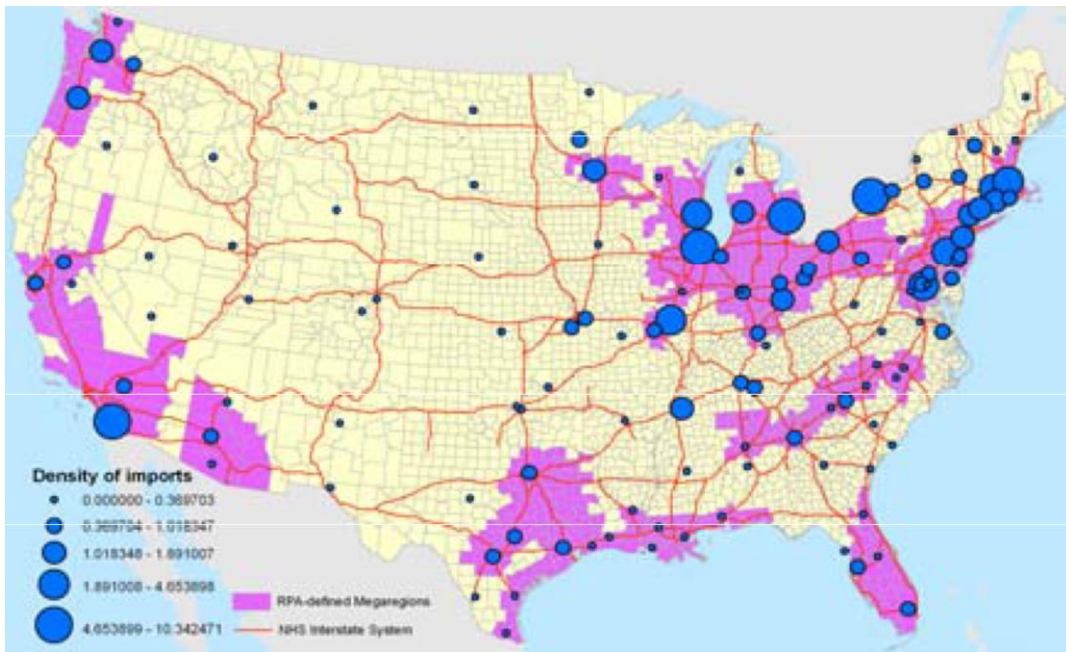 Density of imports
0.000000 - 0.369703
0.369704 - 1.018347
1.018348 - 1.891007
1.891008 - 4.653898
4.653899 - 10.342471
RPA-defined Megaregions
NHS Interstate System